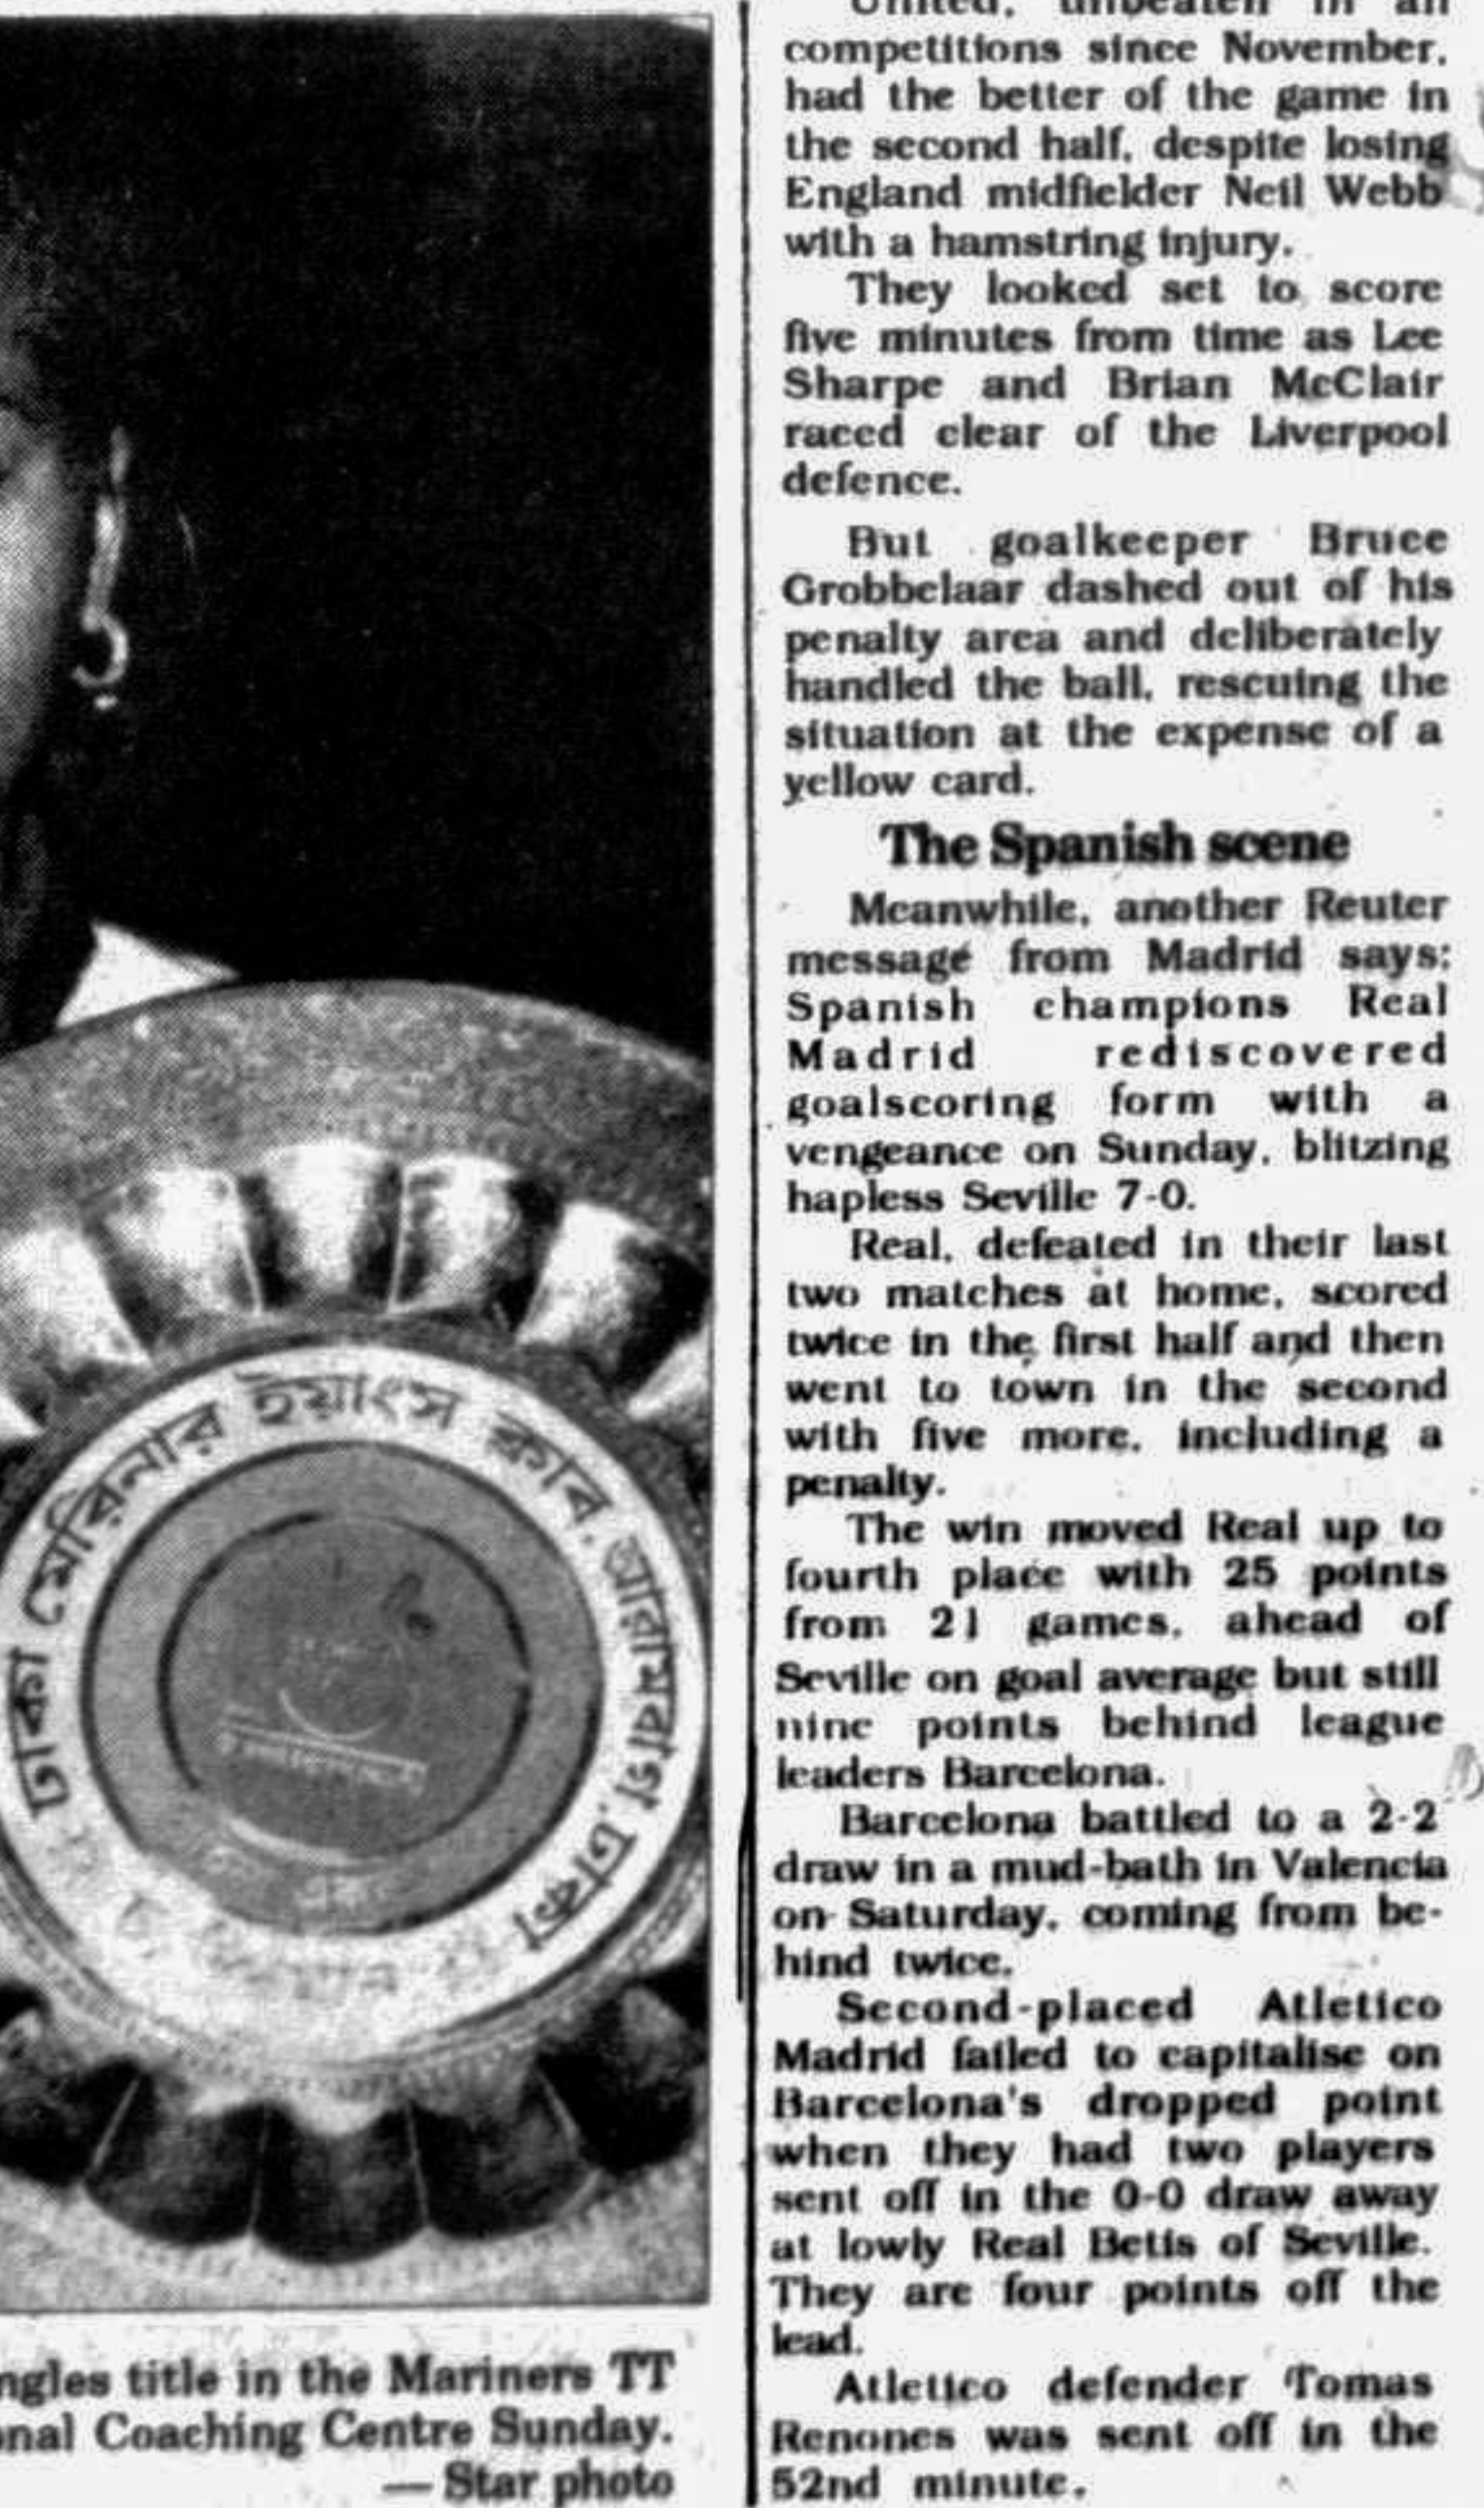 United, unbeaten in all
competitions since November,
had the better of the game in
the second half, despite losing
England midfielder Neil Webb
with a hamstring injury.
They looked set to score
five minutes from time as Lee
Sharpe and Brian McClair
raced clear of the Liverpool
defence.
But goalkeeper Bruce
Grobbelaar dashed out of his
penalty area and deliberately
handled the ball, rescuing the
situation at the expense of a
yellow card.
The Spanish scene
Meanwhile, another Reuter
message from Madrid says:
Spanish champions Real
Madrid rediscovered
goalscoring form with a
vengeance on Sunday, blitzing
hapless Seville 7-0.
Real, defeated in their last
two matches at home, scored
twice in the first half and then
went to town in the second
with five more, including a
penalty.
The win moved Real up to
fourth place with 25 points
from 21 games, ahead of
Seville on goal average but still
nine points behind league
leaders Barcelona.
Barcelona battled to a 2-2
draw in a mud-bath in Valencia
on Saturday, coming from be-
hind twice.
Second-placed Atletico
Madrid failed to capitalise on
Barcelona's dropped point
when they had two players
sent off in the 0-0 draw away
at lowly Real Betis of Seville.
They are four points off the
lead.
Atletico defender Tomas
Renones was sent off in the
52nd minute.
ঢাকা মেরিনার ইয়াংস ক্লাব, আরামবাগ, ঢাকা
ngles title in the Mariners TT
onal Coaching Centre Sunday.
— Star photo